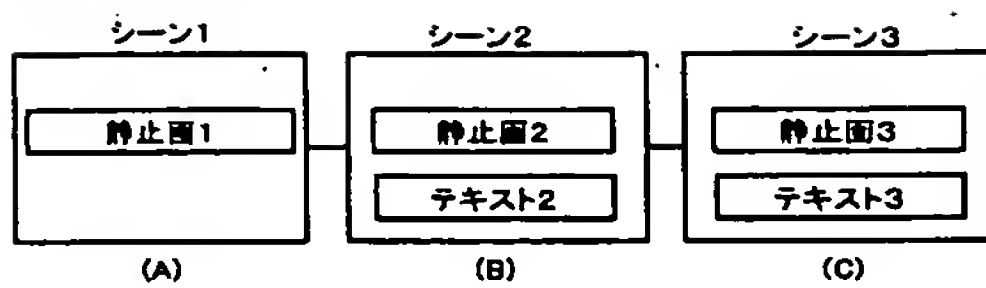 シーン1 シーン2 シーン3
静止画1 静止画2 静止画3
テキスト2 テキスト3
(A) (B) (C)